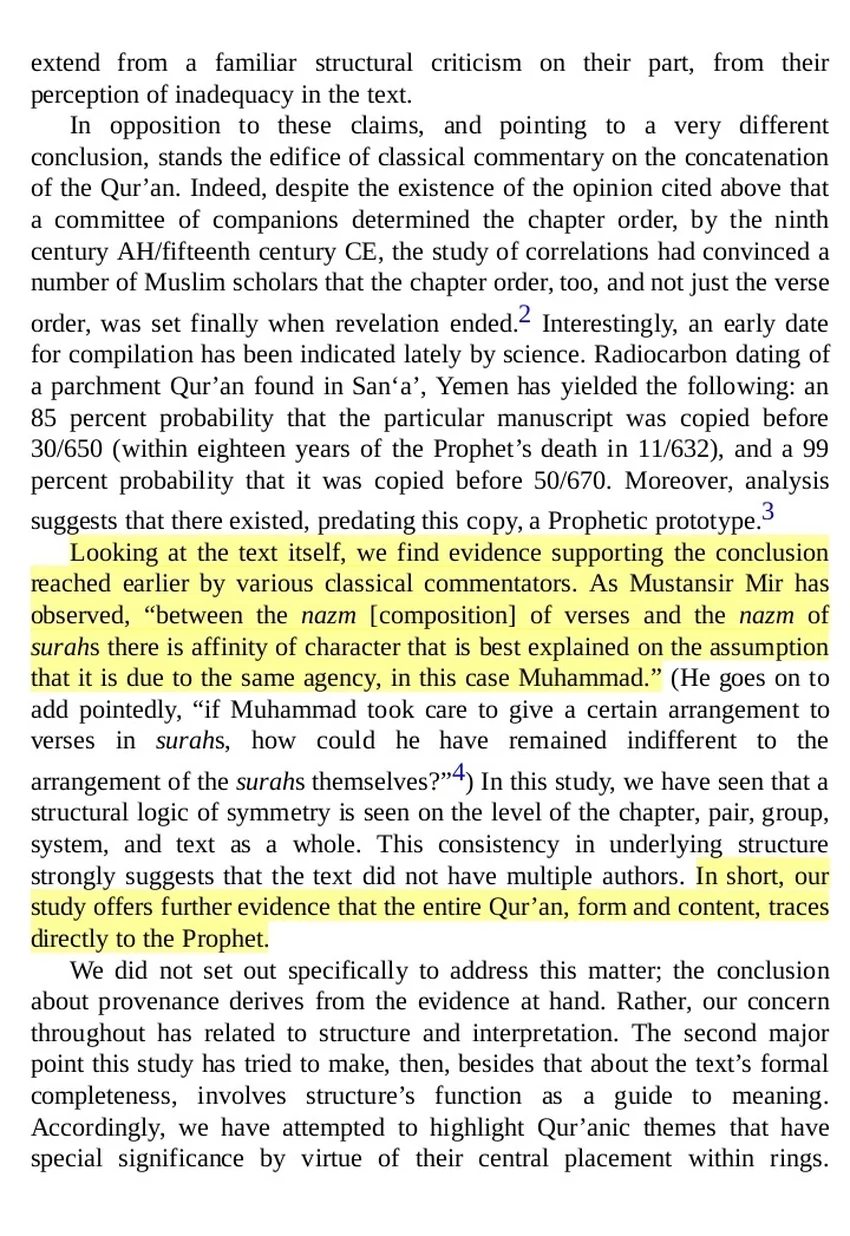 extend from a familiar structural criticism on their part, from their
perception of inadequacy in the text.
In opposition to these claims, and pointing to a very different
conclusion, stands the edifice of classical commentary on the concatenation
of the Qur’an. Indeed, despite the existence of the opinion cited above that
a committee of companions determined the chapter order, by the ninth
century AH/fifteenth century CE, the study of correlations had convinced a
number of Muslim scholars that the chapter order, too, and not just the verse
order, was set finally when revelation ended.2 Interestingly, an early date
for compilation has been indicated lately by science. Radiocarbon dating of
a parchment Qur’an found in San‘a’, Yemen has yielded the following: an
85 percent probability that the particular manuscript was copied before
30/650 (within eighteen years of the Prophet’s death in 11/632), and a 99
percent probability that it was copied before 50/670. Moreover, analysis
suggests that there existed, predating this copy, a Prophetic prototype.3
Looking at the text itself, we find evidence supporting the conclusion
reached earlier by various classical commentators. As Mustansir Mir has
observed, “between the nazm [composition] of verses and the nazm of
surahs there is affinity of character that is best explained on the assumption
that it is due to the same agency, in this case Muhammad.” (He goes on to
add pointedly, “if Muhammad took care to give a certain arrangement to
verses in surahs, how could he have remained indifferent to the
arrangement of the surahs themselves?”4) In this study, we have seen that a
structural logic of symmetry is seen on the level of the chapter, pair, group,
system, and text as a whole. This consistency in underlying structure
strongly suggests that the text did not have multiple authors. In short, our
study offers further evidence that the entire Qur’an, form and content, traces
directly to the Prophet.
We did not set out specifically to address this matter; the conclusion
about provenance derives from the evidence at hand. Rather, our concern
throughout has related to structure and interpretation. The second major
point this study has tried to make, then, besides that about the text’s formal
completeness, involves structure’s function as a guide to meaning.
Accordingly, we have attempted to highlight Qur’anic themes that have
special significance by virtue of their central placement within rings.